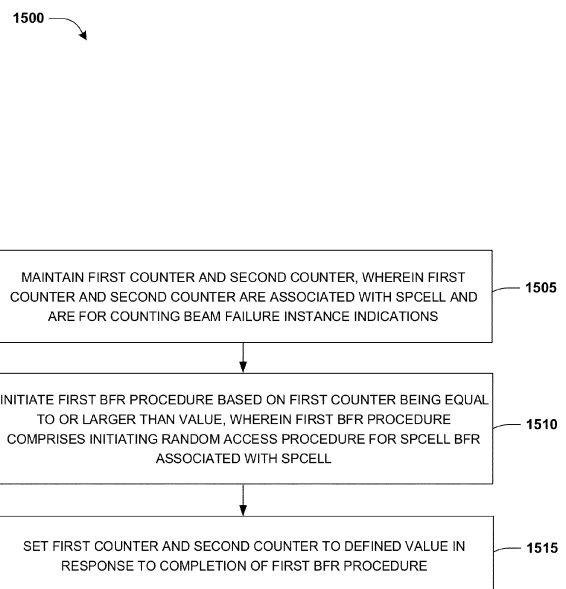 1500
MAINTAIN FIRST COUNTER AND SECOND COUNTER, WHEREIN FIRST
COUNTER AND SECOND COUNTER ARE ASSOCIATED WITH SPCELL AND
ARE FOR COUNTING BEAM FAILURE INSTANCE INDICATIONS
1505
INITIATE FIRST BFR PROCEDURE BASED ON FIRST COUNTER BEING EQUAL
TO OR LARGER THAN VALUE, WHEREIN FIRST BFR PROCEDURE
COMPRISES INITIATING RANDOM ACCESS PROCEDURE FOR SPCELL BFR
ASSOCIATED WITH SPCELL
1510
SET FIRST COUNTER AND SECOND COUNTER TO DEFINED VALUE IN
RESPONSE TO COMPLETION OF FIRST BFR PROCEDURE
1515